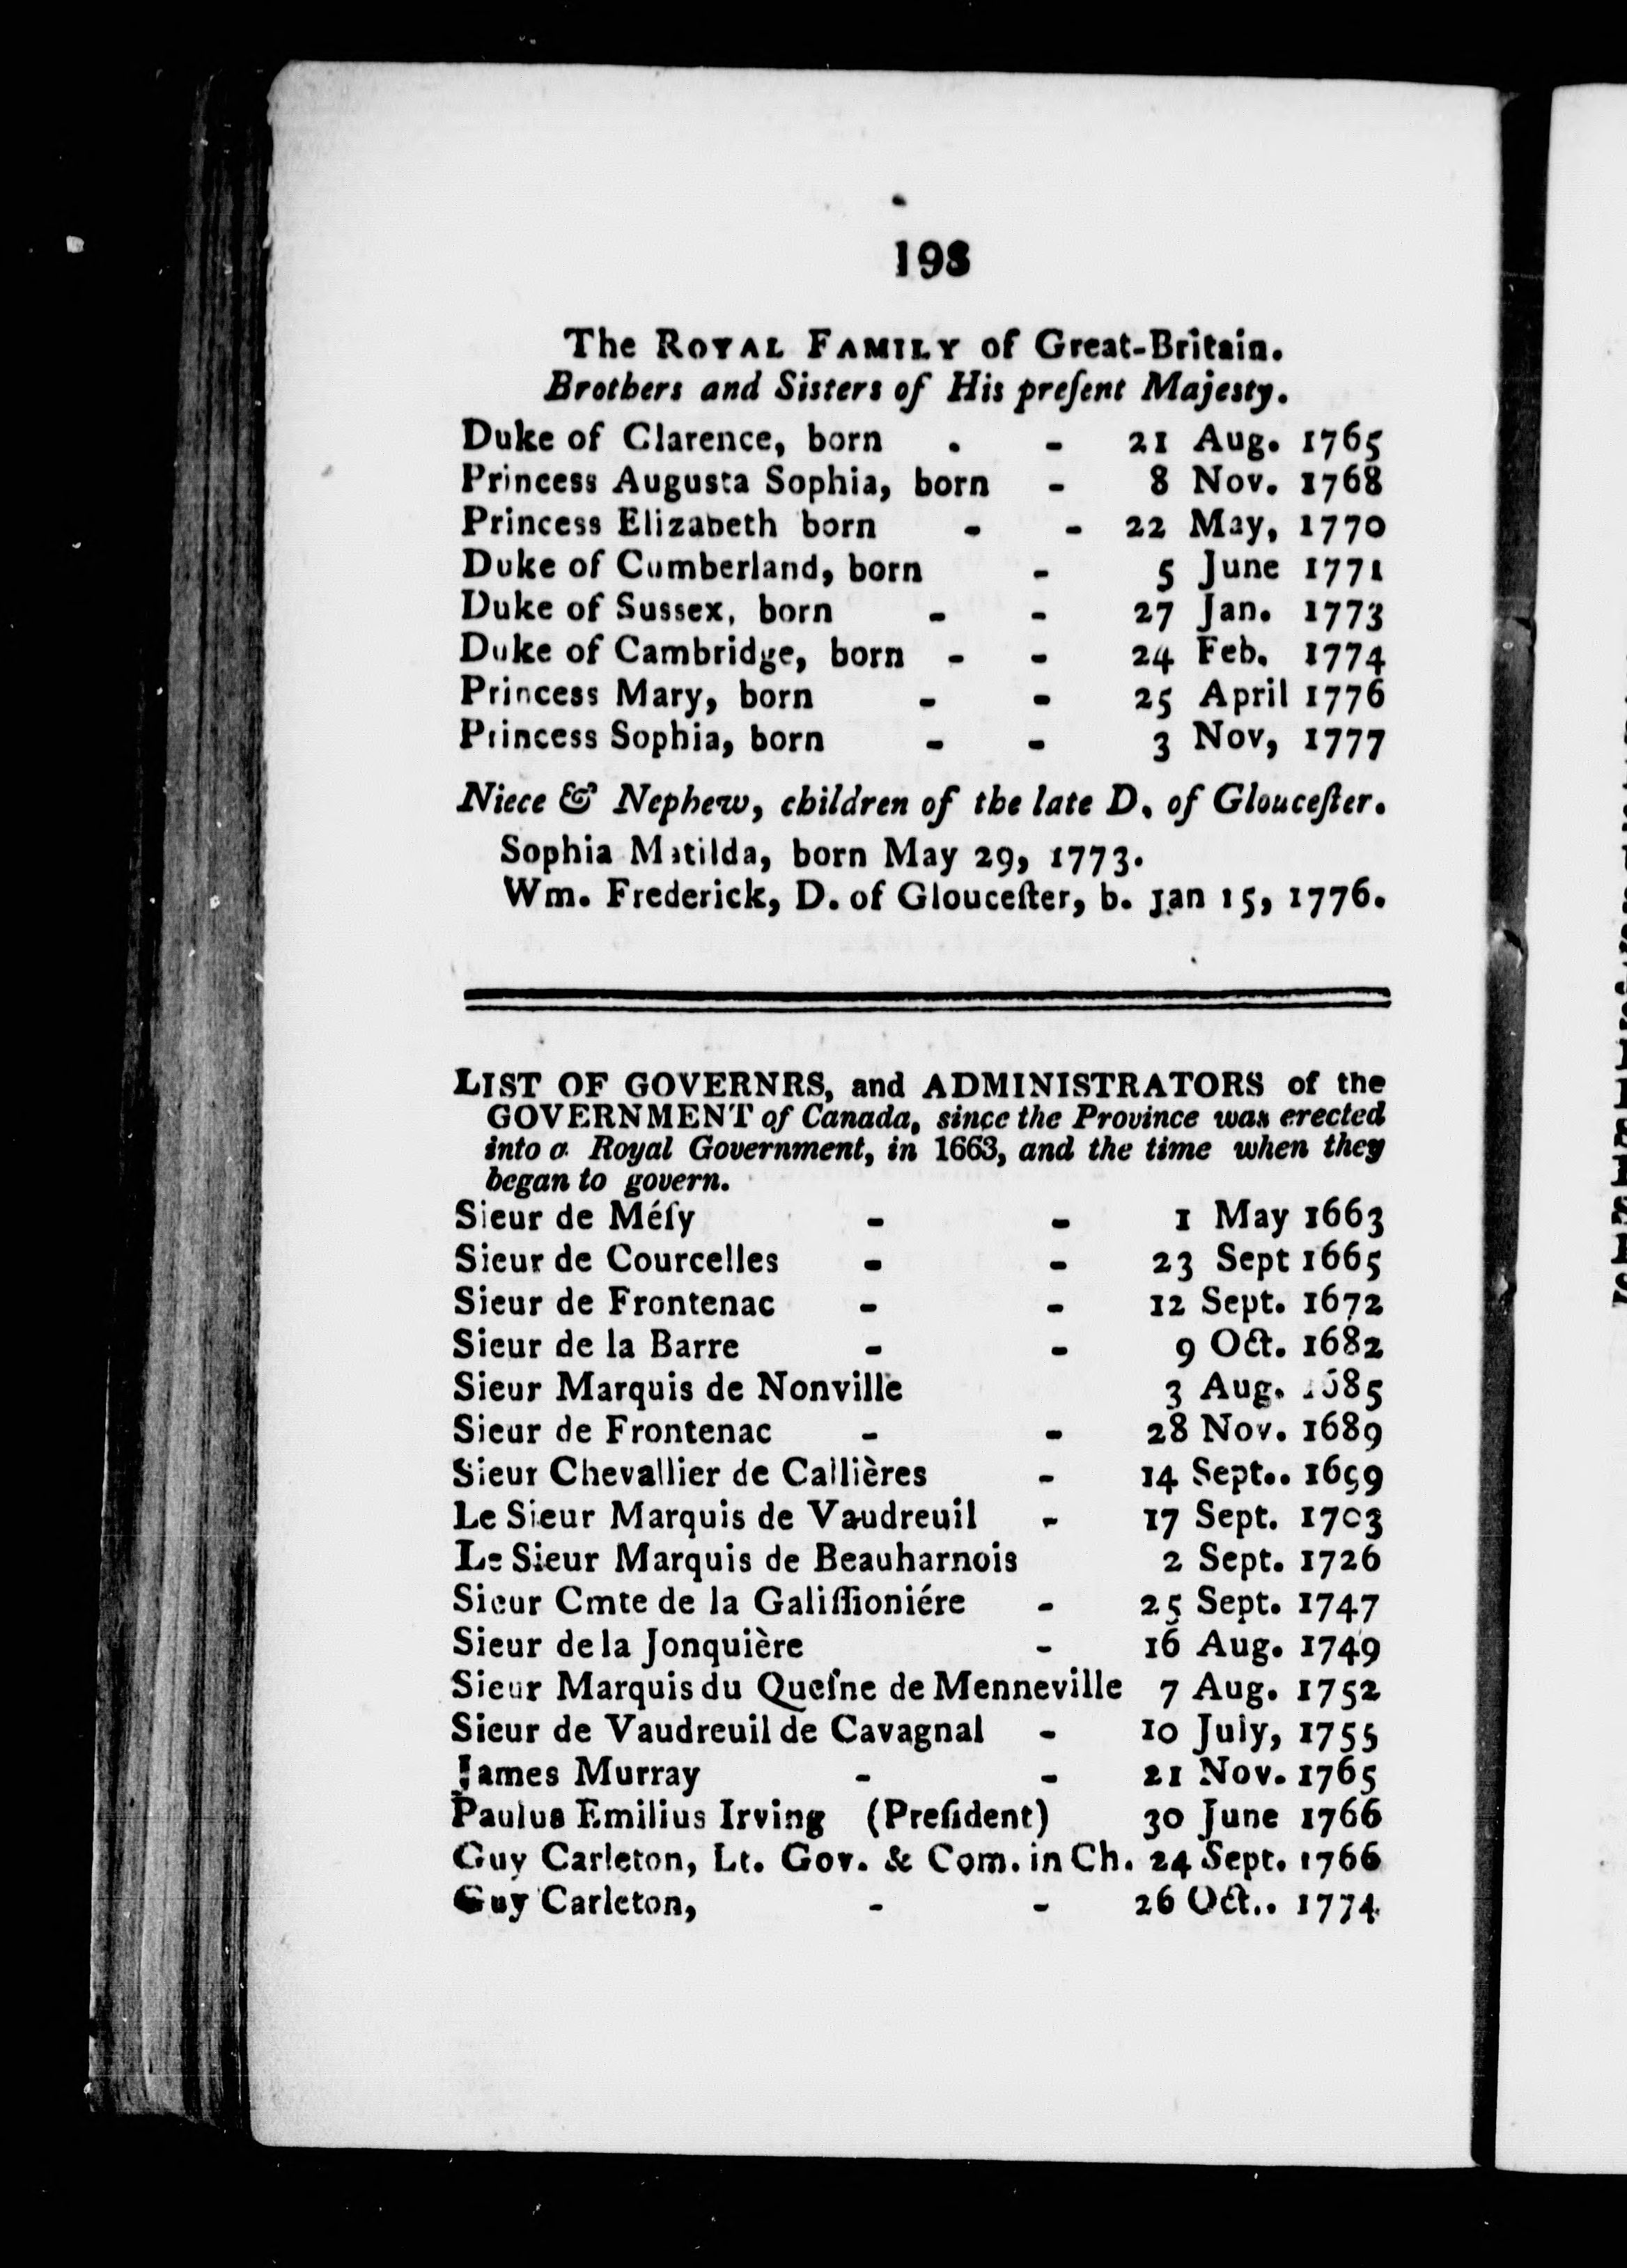 198
The ROYAL FAMILY of Great-Britain.
Brothers and Sisters of His preſent Majesty.
Duke of Clarence, born . - 21 Aug. 1765
Princess Augusta Sophia, born - 8 Nov. 1768
Princess Elizabeth born - - 22 May, 1770
Duke of Cumberland, born - 5 June 1771
Duke of Sussex, born - - 27 Jan. 1773
Duke of Cambridge, born - - 24 Feb. 1774
Princess Mary, born - - 25 April 1776
Princess Sophia, born - - 3 Nov, 1777
Niece & Nephew, children of the late D. of Glouceſter.
Sophia Matilda, born May 29, 1773.
Wm. Frederick, D. of Glouceſter, b. Jan 15, 1776.
LIST OF GOVERNRS, and ADMINISTRATORS of the
GOVERNMENT of Canada, since the Province was erected
into a Royal Government, in 1663, and the time when they
began to govern.
Sieur de Méſy - - 1 May 1663
Sieur de Courcelles - - 23 Sept 1665
Sieur de Frontenac - - 12 Sept. 1672
Sieur de la Barre - - 9 Oct. 1682
Sieur Marquis de Nonville 3 Aug. 1685
Sieur de Frontenac - - 28 Nov. 1689
Sieur Chevallier de Callières - 14 Sept.. 1699
Le Sieur Marquis de Vaudreuil - 17 Sept. 1703
Le Sieur Marquis de Beauharnois 2 Sept. 1726
Sieur Cmte de la Galiſſioniére - 25 Sept. 1747
Sieur de la Jonquière - 16 Aug. 1749
Sieur Marquis du Queſne de Menneville 7 Aug. 1752
Sieur de Vaudreuil de Cavagnal - 10 July, 1755
James Murray - - 21 Nov. 1765
Paulus Emilius Irving (Preſident) 30 June 1766
Guy Carleton, Lt. Gov. & Com. in Ch. 24 Sept. 1766
Guy Carleton, - - 26 Oct.. 1774